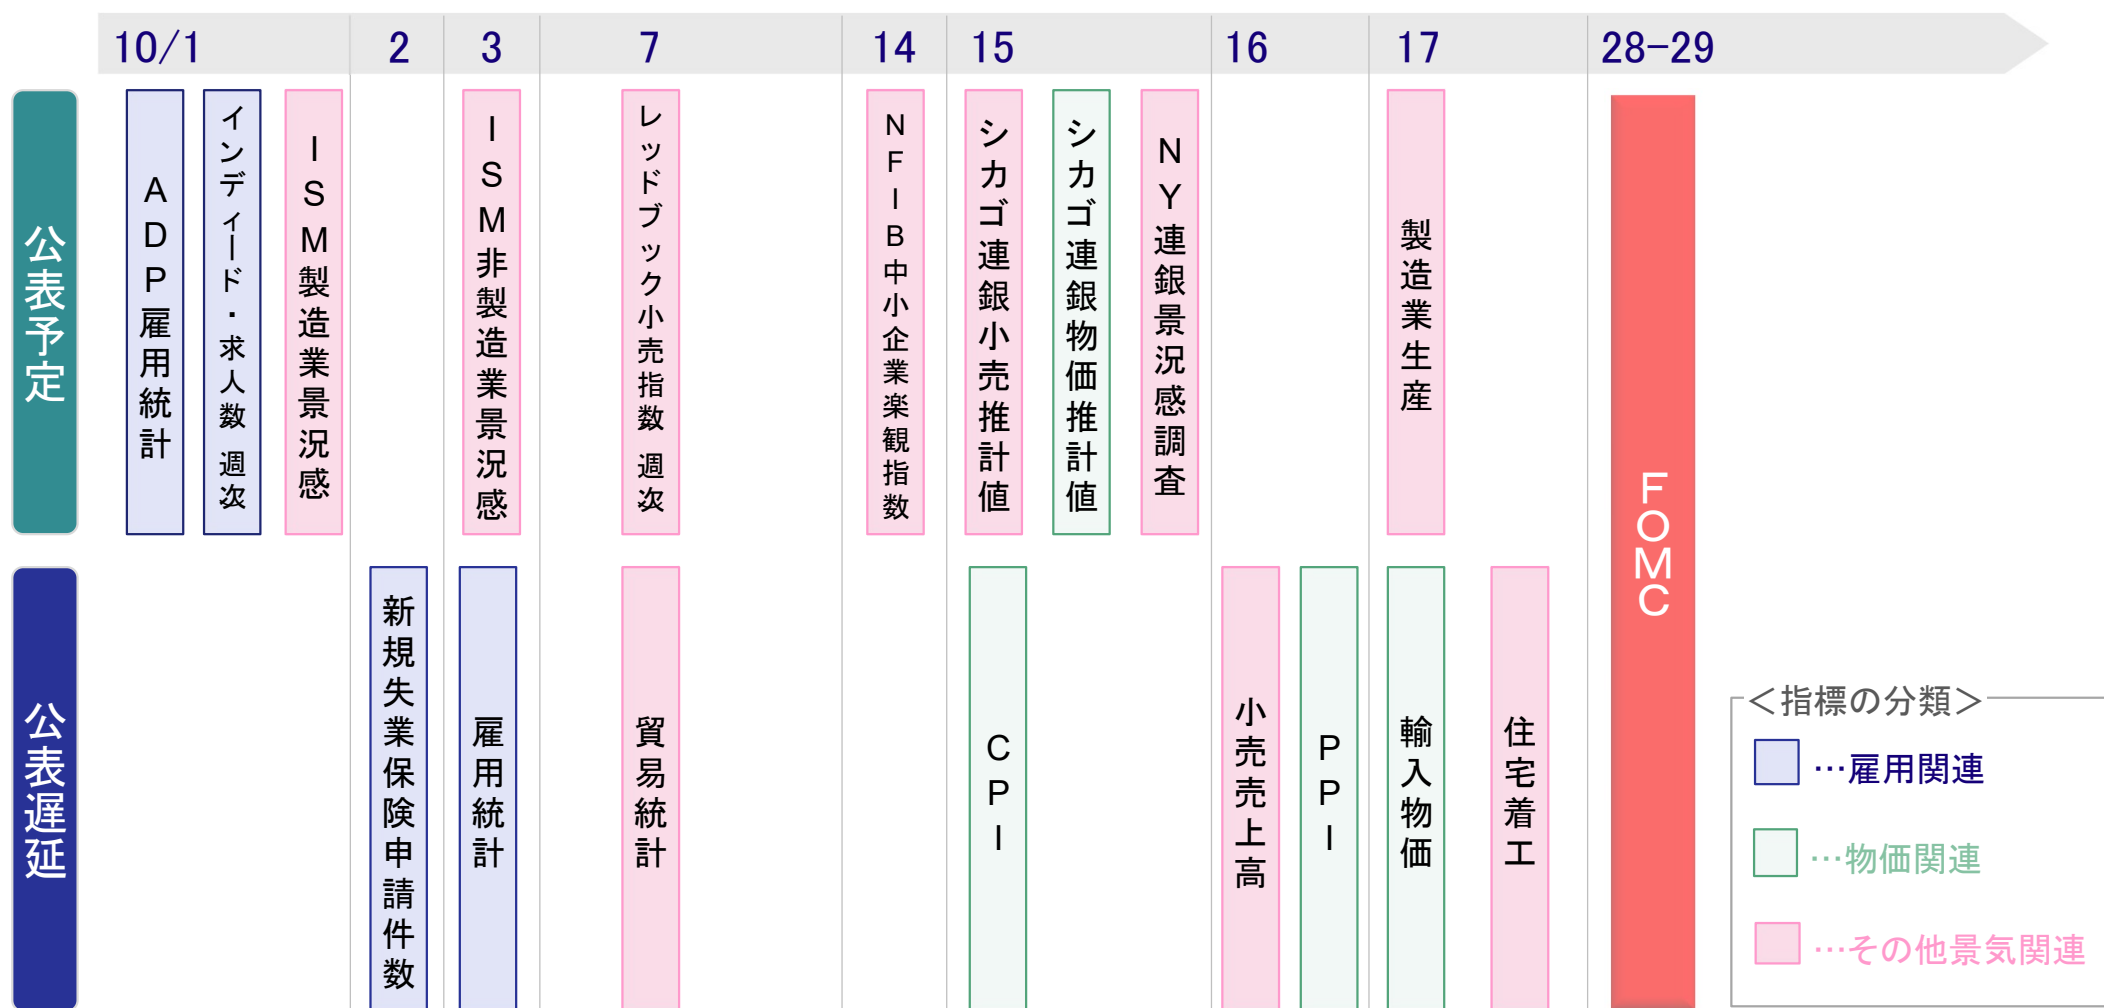 10/1
2
3
7
14
15
16
17
28-29
公表予定
ADP雇用統計
インディード・求人数 週次
ISM製造業景況感
ISM非製造業景況感
レッドブック小売指数 週次
NFIB中小企業楽観指数
シカゴ連銀小売推計値
シカゴ連銀物価推計値
NY連銀景況感調査
製造業生産
FOMC
公表遅延
新規失業保険申請件数
雇用統計
貿易統計
CPI
小売売上高
PPI
輸入物価
住宅着工
＜指標の分類＞
…雇用関連
…物価関連
…その他景気関連